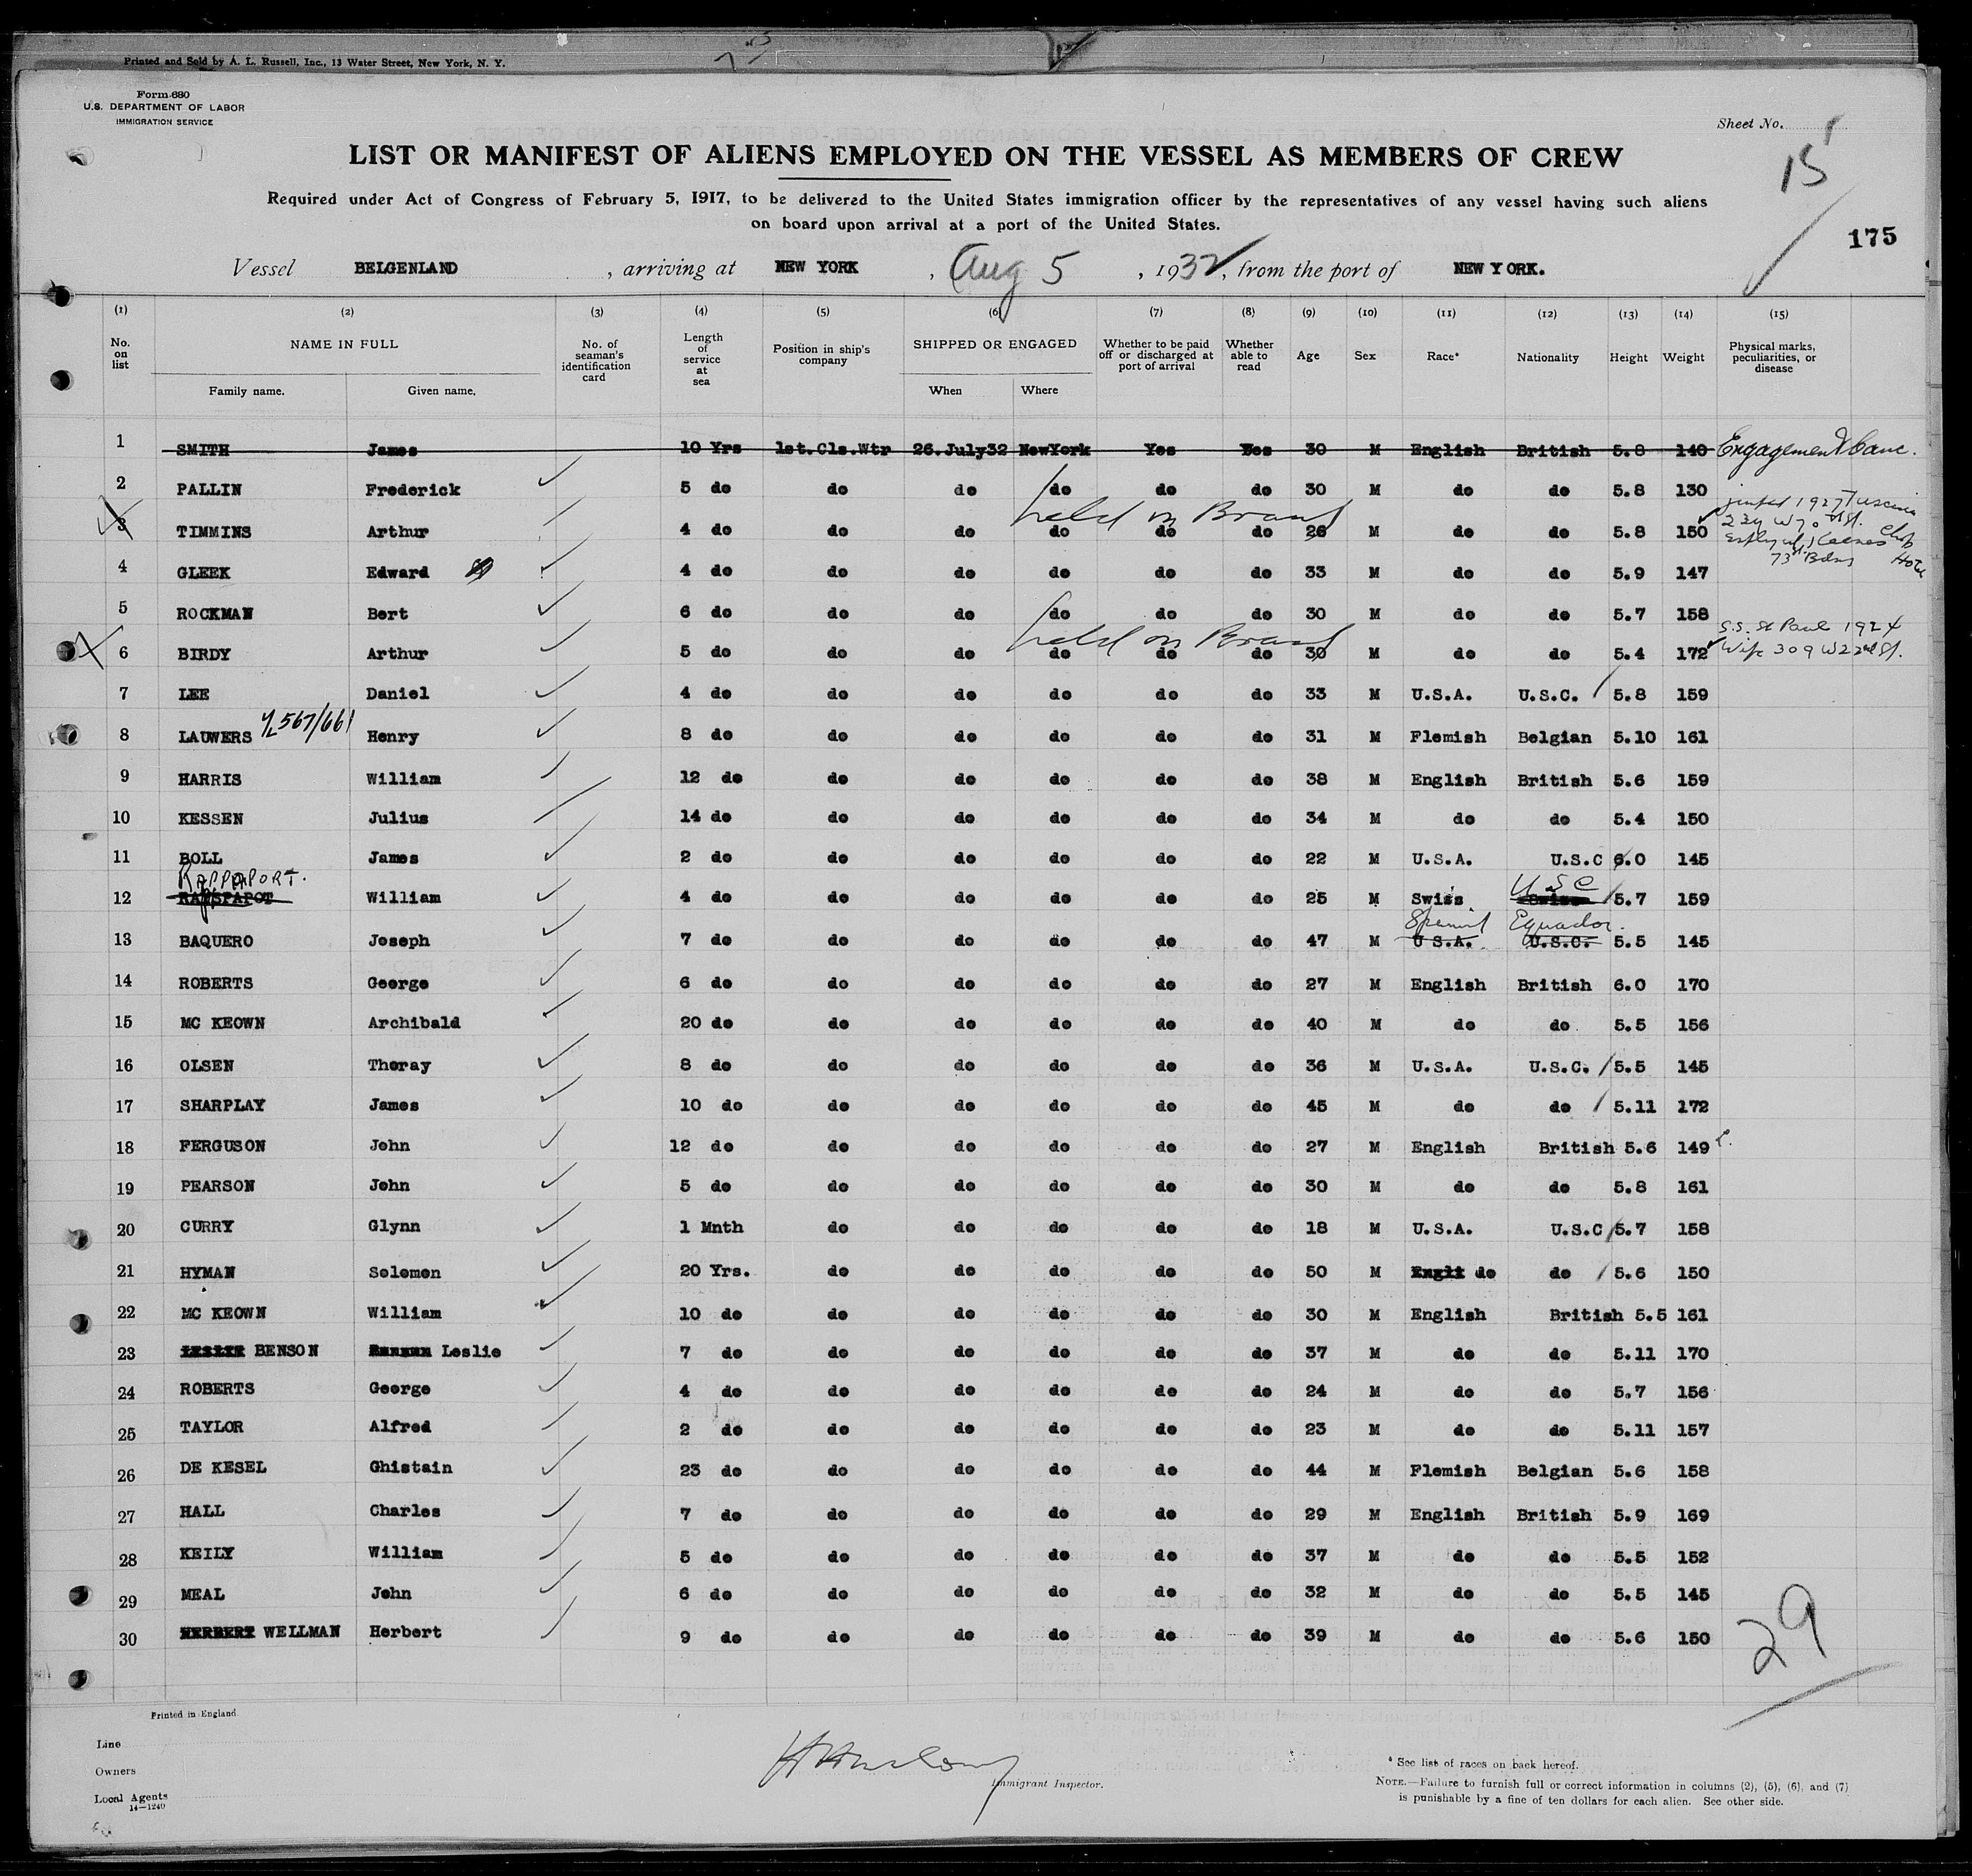 Printed and Sold by A. L. Russell, Inc., 13 Water Street, New York, N. Y.
Form 680
U.S. DEPARTMENT OF LABOR
IMMIGRATION SERVICE
Sheet No.
15
LIST OR MANIFEST OF ALIENS EMPLOYED ON THE VESSEL AS MEMBERS OF CREW
Required under Act of Congress of February 5, 1917, to be delivered to the United States immigration officer by the representatives of any vessel having such aliens
on board upon arrival at a port of the United States.
175
Vessel BELGENLAND, arriving at NEW YORK, Aug 5, 1932, from the port of NEW YORK.
(1) (2) (3) (4) (5) (6) (7) (8) (9) (10) (11) (12) (13) (14) (15)
No. on list NAME IN FULL Family name. Given name. No. of seaman's identification card Length of service at sea Position in ship's company SHIPPED OR ENGAGED When Where Whether to be paid off or discharged at port of arrival Whether able to read Age Sex Race* Nationality Height Weight Physical marks, peculiarities, or disease
1 SMITH James 10 Yrs 1st.Cls.Wtr 26.July32 NewYork Yes Yes 30 M English British 5.8 140 Engagement Canc.
2 PALLIN Frederick 5 do do do do do do 30 M do do 5.8 130
held on Board
3 TIMMINS Arthur 4 do do do do do do 26 M do do 5.8 150 1927 234 W 70 St.
4 GLEEK Edward 4 do do do do do do 33 M do do 5.9 147
5 ROCKMAN Bert 6 do do do do do do 30 M do do 5.7 158
held on Board
S.S. St Paul 1924
6 BIRDY Arthur 5 do do do do do do 30 M do do 5.4 172 Wife 309 W 22nd St.
7 LEE Daniel 4 do do do do do do 33 M U.S.A. U.S.C. 5.8 159
8 LAUWERS 567/661 Henry 8 do do do do do do 31 M Flemish Belgian 5.10 161
9 HARRIS William 12 do do do do do do 38 M English British 5.6 159
10 KESSEN Julius 14 do do do do do do 34 M do do 5.4 150
11 BOLL James 2 do do do do do do 22 M U.S.A. U.S.C 6.0 145
RAPPAPORT. USC
12 William 4 do do do do do do 25 M Swiss Swiss 5.7 159
Spanish Equador.
13 BAQUERO Joseph 7 do do do do do do 47 M U.S.A. U.S.C. 5.5 145
14 ROBERTS George 6 do do do do do do 27 M English British 6.0 170
15 MC KEOWN Archibald 20 do do do do do do 40 M do do 5.5 156
16 OLSEN Thoray 8 do do do do do do 36 M U.S.A. U.S.C. 5.5 145
17 SHARPLAY James 10 do do do do do do 45 M do do 5.11 172
18 FERGUSON John 12 do do do do do do 27 M English British 5.6 149
19 PEARSON John 5 do do do do do do 30 M do do 5.8 161
20 CURRY Glynn 1 Mnth do do do do do 18 M U.S.A. U.S.C 5.7 158
21 HYMAN Solomon 20 Yrs. do do do do do 50 M Engli do do 5.6 150
22 MC KEOWN William 10 do do do do do do 30 M English British 5.5 161
23 LESLIE BENSON Benson Leslie 7 do do do do do do 37 M do do 5.11 170
24 ROBERTS George 4 do do do do do do 24 M do do 5.7 156
25 TAYLOR Alfred 2 do do do do do do 23 M do do 5.11 157
26 DE KESEL Ghistain 23 do do do do do do 44 M Flemish Belgian 5.6 158
27 HALL Charles 7 do do do do do do 29 M English British 5.9 169
28 KEILY William 5 do do do do do do 37 M do do 5.5 152
29 MEAL John 6 do do do do do do 32 M do do 5.5 145
30 HERBERT WELLMAN Herbert 9 do do do do do do 39 M do do 5.6 150
29
Printed in England
Line
Owners
Local Agents
14—1240
Immigrant Inspector.
* See list of races on back hereof.
NOTE.—Failure to furnish full or correct information in columns (2), (5), (6), and (7)
is punishable by a fine of ten dollars for each alien. See other side.